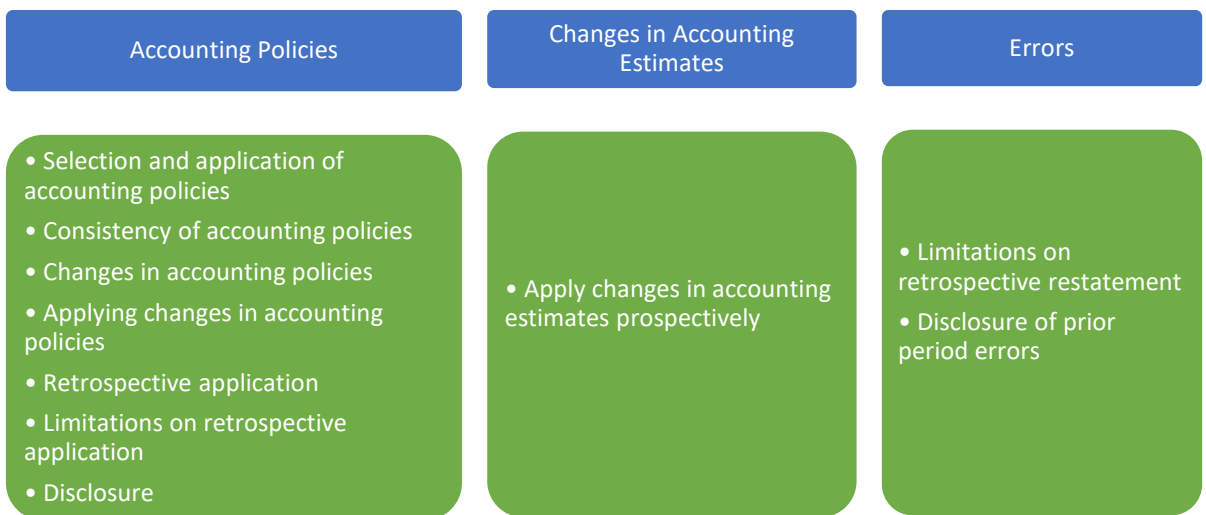 Accounting Policies
• Selection and application of
accounting policies
• Consistency of accounting policies
• Changes in accounting policies
• Applying changes in accounting
policies
• Retrospective application
• Limitations on retrospective
application
• Disclosure
Changes in Accounting
Estimates
• Apply changes in accounting
estimates prospectively
Errors
• Limitations on
retrospective restatement
• Disclosure of prior
period errors